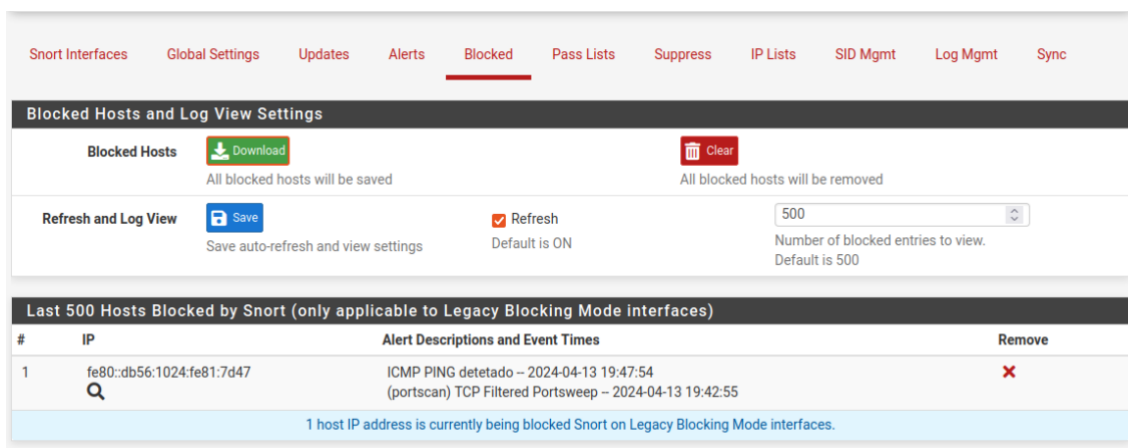 Snort Interfaces Global Settings Updates Alerts Blocked Pass Lists Suppress IP Lists SID Mgmt Log Mgmt Sync
Blocked Hosts and Log View Settings
Blocked Hosts Download Clear
All blocked hosts will be saved All blocked hosts will be removed
Refresh and Log View Save Refresh 500
Save auto-refresh and view settings Default is ON Number of blocked entries to view.
Default is 500
Last 500 Hosts Blocked by Snort (only applicable to Legacy Blocking Mode interfaces)
# IP Alert Descriptions and Event Times Remove
1 fe80::db56:1024:fe81:7d47 ICMP PING detetado -- 2024-04-13 19:47:54
(portscan) TCP Filtered Portsweep -- 2024-04-13 19:42:55
1 host IP address is currently being blocked Snort on Legacy Blocking Mode interfaces.